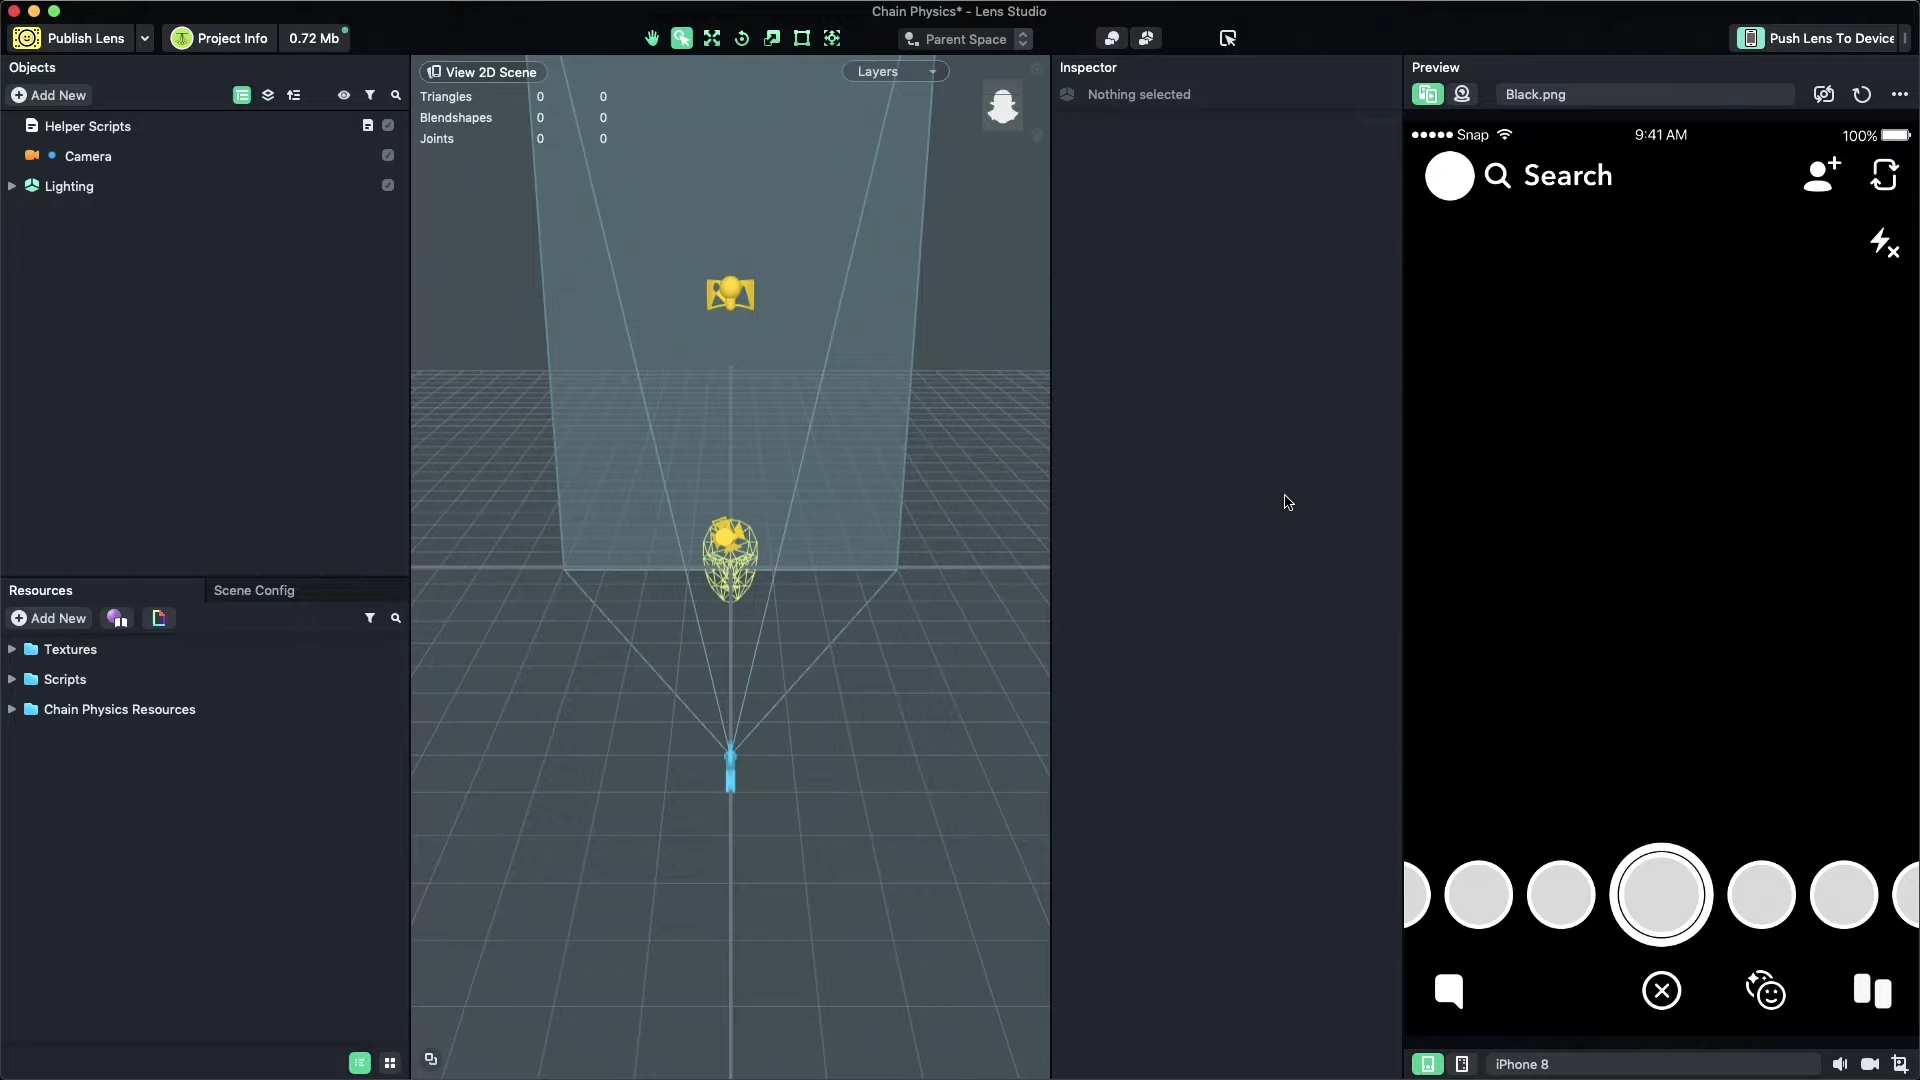 Chain Physics* - Lens Studio
Publish Lens
Project Info
0.72 Mb
Parent Space
Push Lens To Device
Objects
Add New
Helper Scripts
Camera
Lighting
View 2D Scene
Layers
Triangles 0 0
Blendshapes 0 0
Joints 0 0
Inspector
Nothing selected
Preview
Black.png
Snap
9:41 AM
100%
Search
Resources
Scene Config
Add New
Textures
Scripts
Chain Physics Resources
iPhone 8